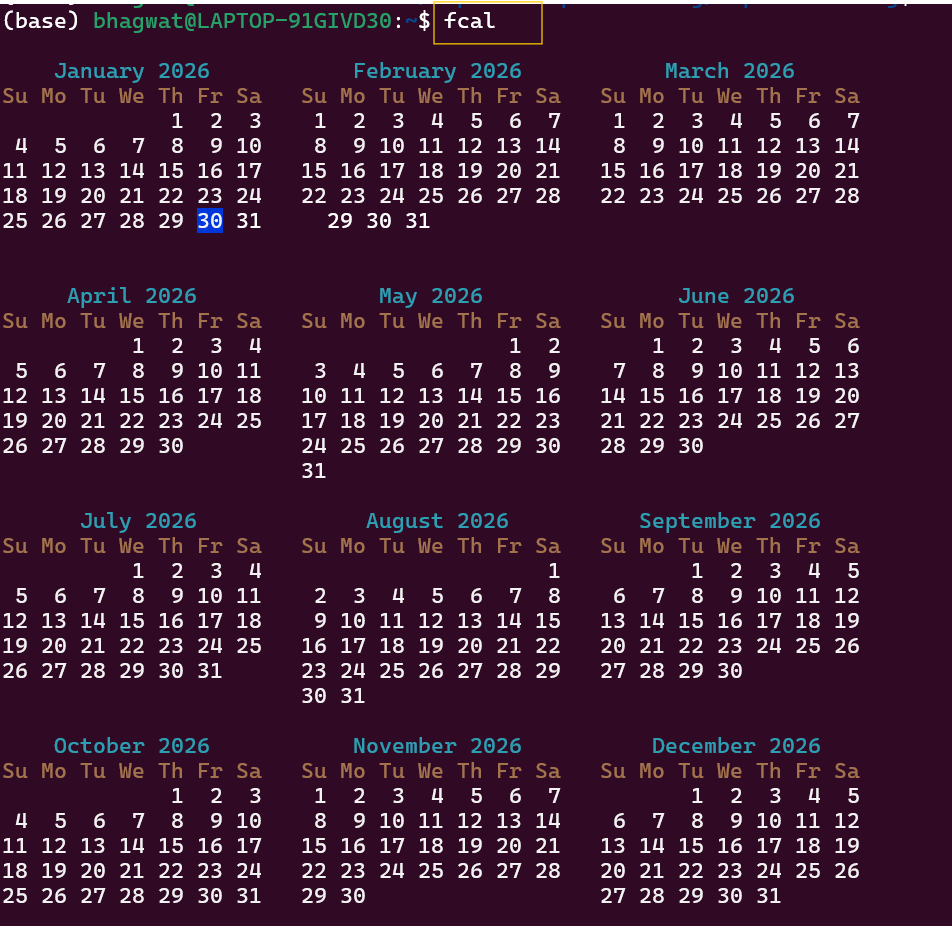 (base) bhagwat@LAPTOP-91GIVD30:~$ fcal
    January 2026           February 2026           March 2026
Su Mo Tu We Th Fr Sa   Su Mo Tu We Th Fr Sa   Su Mo Tu We Th Fr Sa
             1  2  3    1  2  3  4  5  6  7    1  2  3  4  5  6  7
 4  5  6  7  8  9 10    8  9 10 11 12 13 14    8  9 10 11 12 13 14
11 12 13 14 15 16 17   15 16 17 18 19 20 21   15 16 17 18 19 20 21
18 19 20 21 22 23 24   22 23 24 25 26 27 28   22 23 24 25 26 27 28
25 26 27 28 29 30 31     29 30 31
     April 2026              May 2026               June 2026
Su Mo Tu We Th Fr Sa   Su Mo Tu We Th Fr Sa   Su Mo Tu We Th Fr Sa
          1  2  3  4                   1  2       1  2  3  4  5  6
 5  6  7  8  9 10 11    3  4  5  6  7  8  9    7  8  9 10 11 12 13
12 13 14 15 16 17 18   10 11 12 13 14 15 16   14 15 16 17 18 19 20
19 20 21 22 23 24 25   17 18 19 20 21 22 23   21 22 23 24 25 26 27
26 27 28 29 30         24 25 26 27 28 29 30   28 29 30
                       31
      July 2026             August 2026          September 2026
Su Mo Tu We Th Fr Sa   Su Mo Tu We Th Fr Sa   Su Mo Tu We Th Fr Sa
          1  2  3  4                      1          1  2  3  4  5
 5  6  7  8  9 10 11    2  3  4  5  6  7  8    6  7  8  9 10 11 12
12 13 14 15 16 17 18    9 10 11 12 13 14 15   13 14 15 16 17 18 19
19 20 21 22 23 24 25   16 17 18 19 20 21 22   20 21 22 23 24 25 26
26 27 28 29 30 31      23 24 25 26 27 28 29   27 28 29 30
                       30 31
    October 2026           November 2026          December 2026
Su Mo Tu We Th Fr Sa   Su Mo Tu We Th Fr Sa   Su Mo Tu We Th Fr Sa
             1  2  3    1  2  3  4  5  6  7          1  2  3  4  5
 4  5  6  7  8  9 10    8  9 10 11 12 13 14    6  7  8  9 10 11 12
11 12 13 14 15 16 17   15 16 17 18 19 20 21   13 14 15 16 17 18 19
18 19 20 21 22 23 24   22 23 24 25 26 27 28   20 21 22 23 24 25 26
25 26 27 28 29 30 31   29 30                  27 28 29 30 31